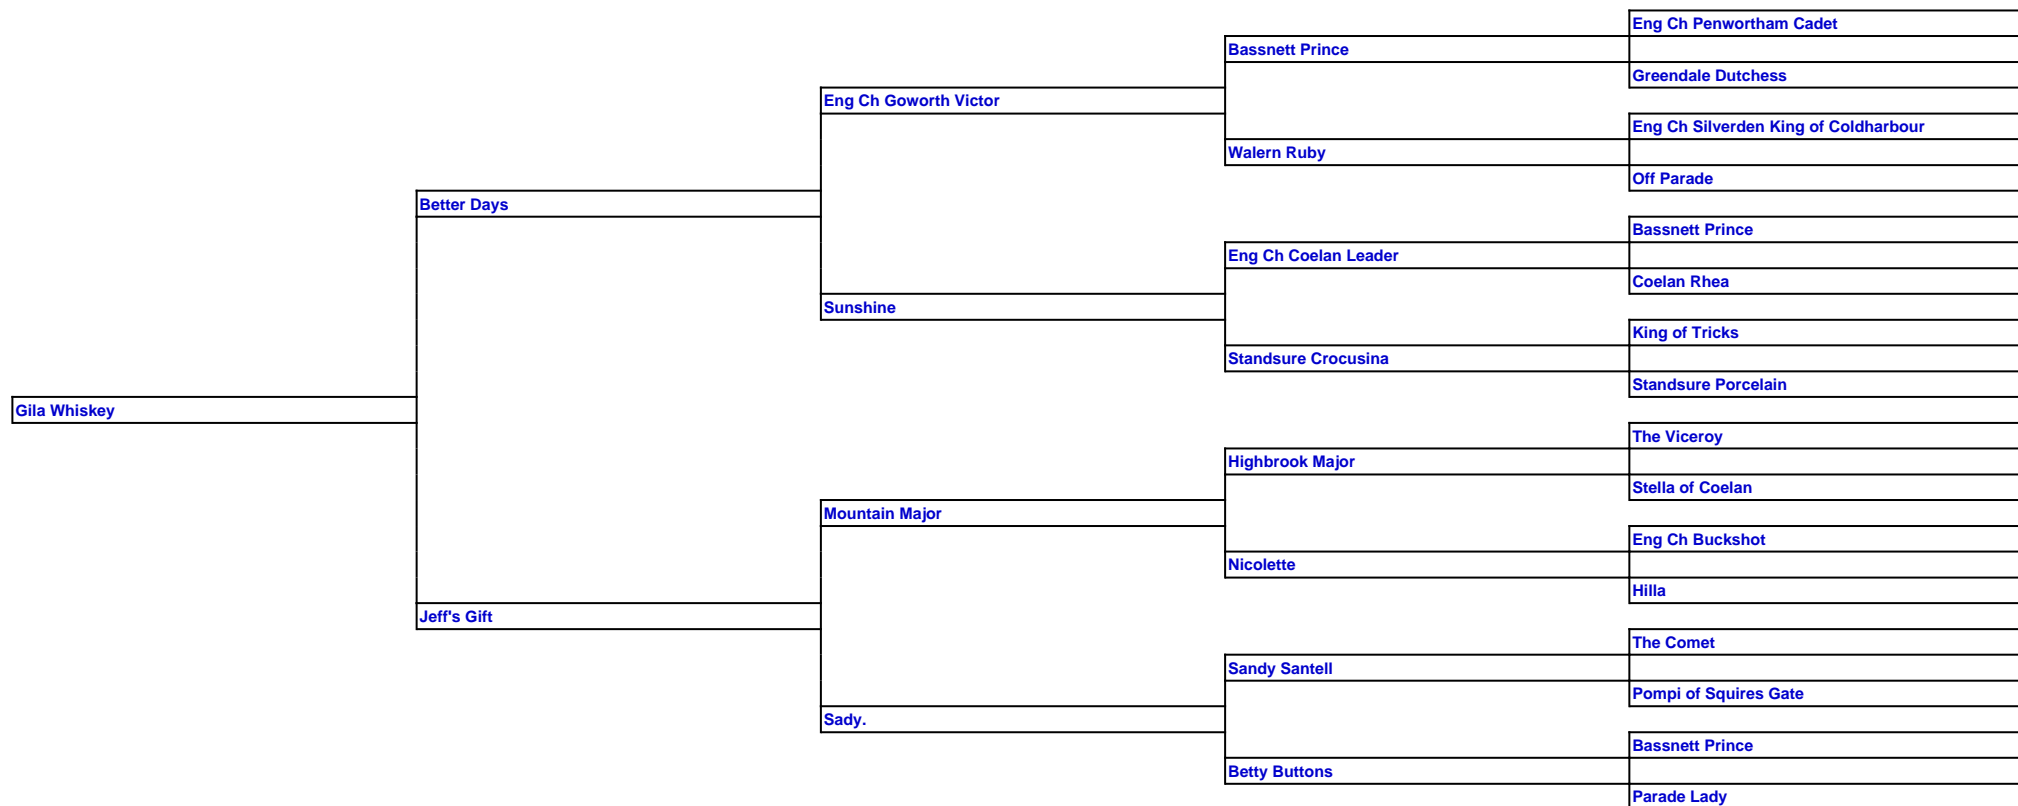 Eng Ch Penwortham Cadet
Bassnett Prince
Greendale Dutchess
Eng Ch Goworth Victor
Eng Ch Silverden King of Coldharbour
Walern Ruby
Off Parade
Better Days
Bassnett Prince
Eng Ch Coelan Leader
Coelan Rhea
Sunshine
King of Tricks
Standsure Crocusina
Standsure Porcelain
Gila Whiskey
The Viceroy
Highbrook Major
Stella of Coelan
Mountain Major
Eng Ch Buckshot
Nicolette
Hilla
Jeff's Gift
The Comet
Sandy Santell
Pompi of Squires Gate
Sady.
Bassnett Prince
Betty Buttons
Parade Lady